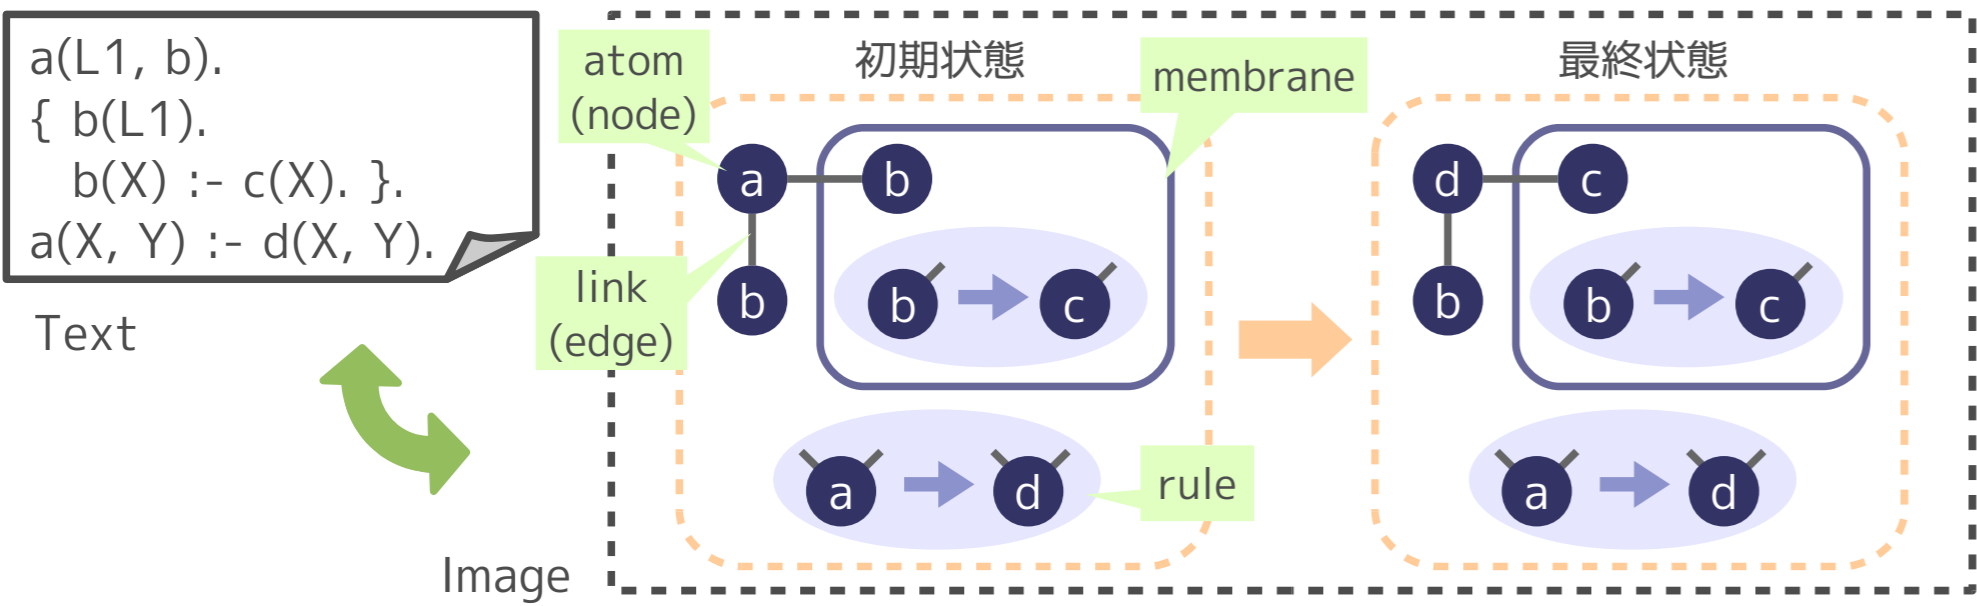 a(L1, b).
{ b(L1).
b(X) :- c(X). }.
a(X, Y) :- d(X, Y).
Text
Image
atom
(node)
初期状態
membrane
a
b
link
(edge)
b
b
c
a
d
rule
最終状態
d
c
b
b
c
a
d